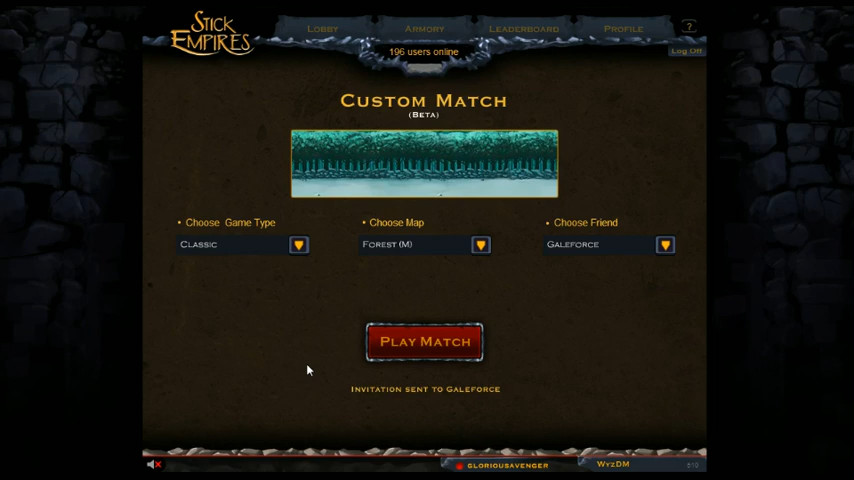 STICK EMPIRES
LOBBY
ARMORY
LEADERBOARD
PROFILE
?
196 users online
Log Off
CUSTOM MATCH
(BETA)
• Choose Game Type
• Choose Map
• Choose Friend
CLASSIC
FOREST (M)
GALEFORCE
PLAY MATCH
INVITATION SENT TO GALEFORCE
GLORIOUSAVENGER
WYZDM